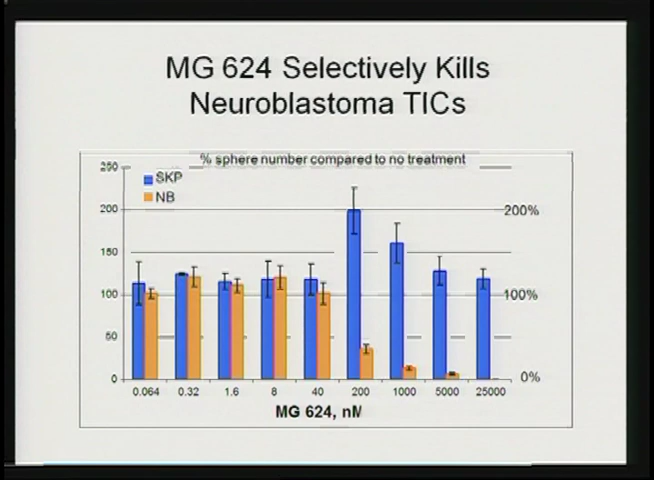 MG 624 Selectively Kills
Neuroblastoma TICs
% sphere number compared to no treatment
250
SKP
NB
200
200%
150
100
100%
50
0
0%
0.064 0.32 1.6 8 40 200 1000 5000 25000
MG 624, nM